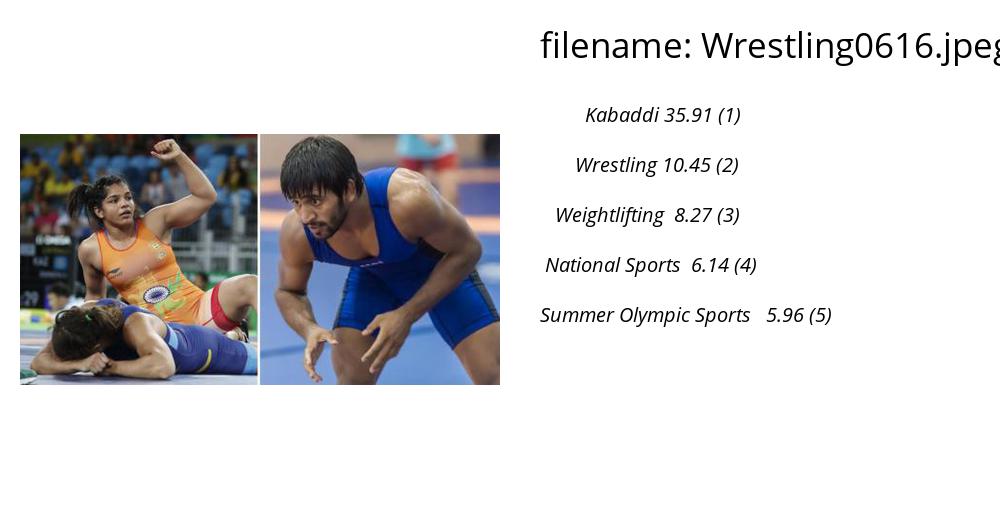 filename: Wrestling0616.jpeg
Kabaddi 35.91 (1)
Wrestling 10.45 (2)
Weightlifting 8.27 (3)
National Sports 6.14 (4)
Summer Olympic Sports 5.96 (5)